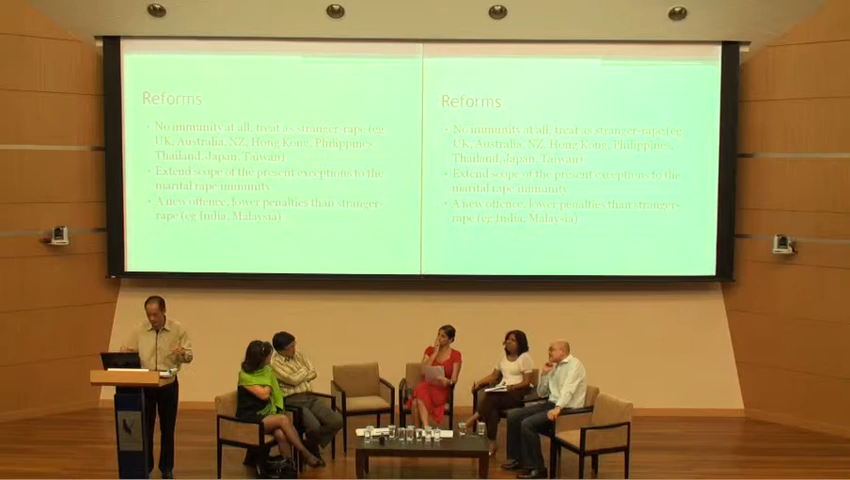 Reforms
• No immunity at all, treat as stranger-rape (eg
UK, Australia, NZ, Hong Kong, Philippines,
Thailand, Japan, Taiwan)
• Extend scope of the present exceptions to the
marital rape immunity
• A new offence, lower penalties than stranger-
rape (eg India, Malaysia)
Reforms
• No immunity at all, treat as stranger-rape (eg
UK, Australia, NZ, Hong Kong, Philippines,
Thailand, Japan, Taiwan)
• Extend scope of the present exceptions to the
marital rape immunity
• A new offence, lower penalties than stranger-
rape (eg India, Malaysia)